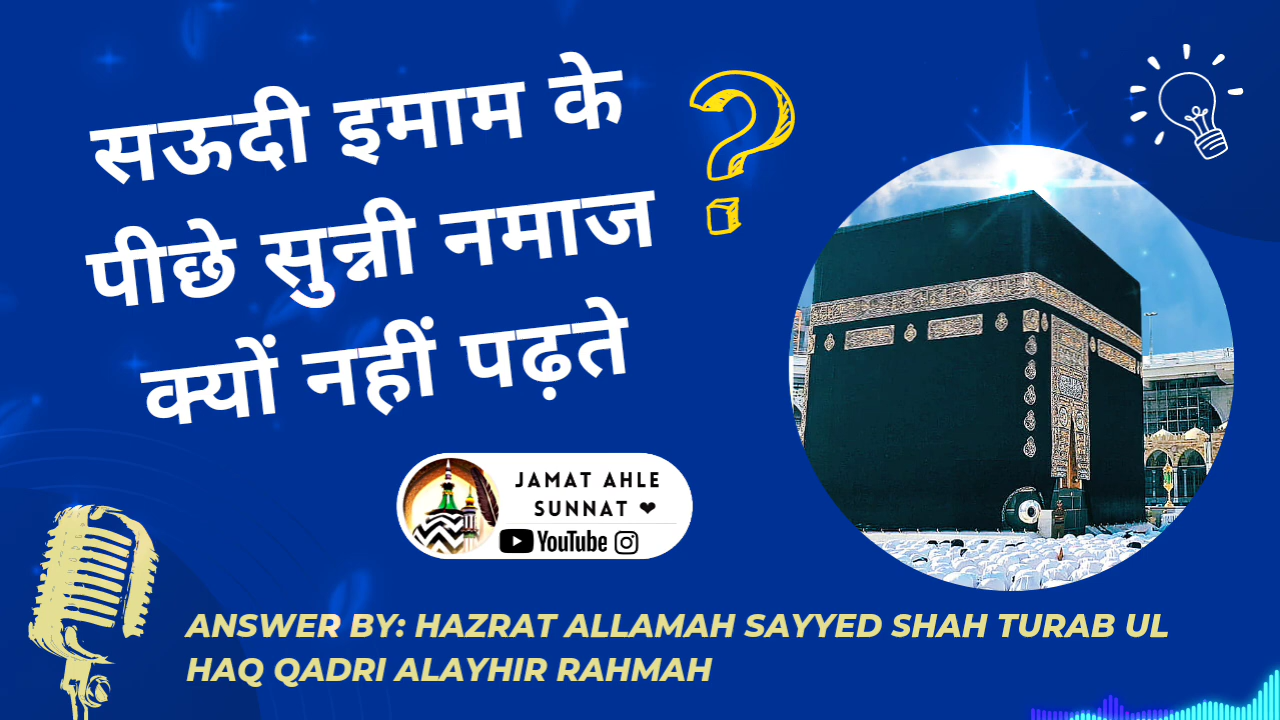 सऊदी इमाम के
पीछे सुन्नी नमाज
क्यों नहीं पढ़ते
?
JAMAT AHLE
SUNNAT ❤
YouTube
ANSWER BY: HAZRAT ALLAMAH SAYYED SHAH TURAB UL
HAQ QADRI ALAYHIR RAHMAH